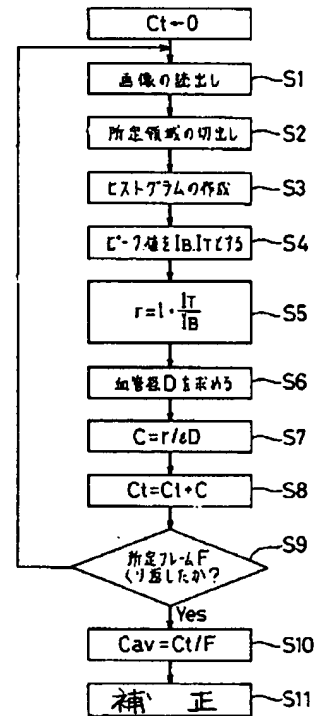 Ct←0
画像の読出し S1
所定領域の切出し S2
ヒストグラムの作成 S3
ピーク値をIB.ITとする S4
r=1・IT/IB S5
血管径Dを求める S6
C=r/εD S7
Ct=Ct+C S8
所定フレームF S9
くり返したか?
Yes
Cav=Ct/F S10
補 正 S11